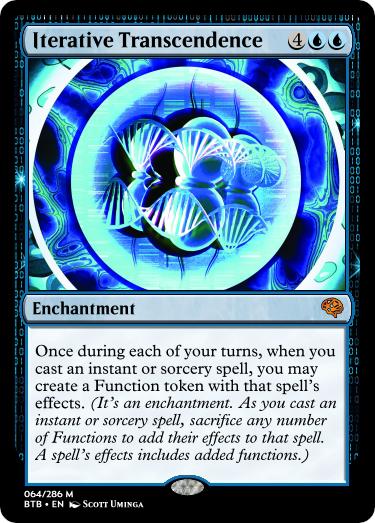 Iterative Transcendence 4
Enchantment
Once during each of your turns, when you
cast an instant or sorcery spell, you may
create a Function token with that spell's
effects. (It's an enchantment. As you cast an
instant or sorcery spell, sacrifice any number
of Functions to add their effects to that spell.
A spell's effects includes added functions.)
064/286 M
BTB • EN Scott Uminga